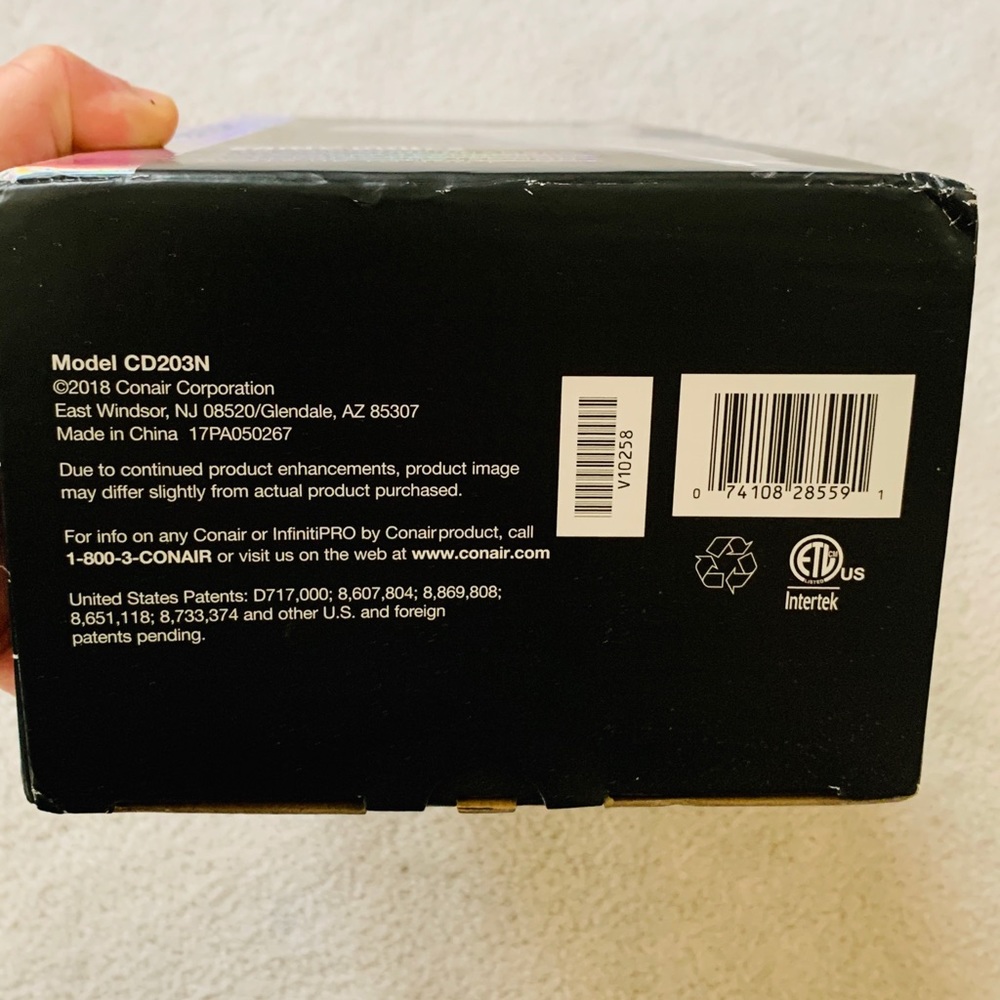 Model CD203N
©2018 Conair Corporation
East Windsor, NJ 08520/Glendale, AZ 85307
Made in China 17PA050267
Due to continued product enhancements, product image
may differ slightly from actual product purchased.
For info on any Conair or InfinitiPRO by Conairproduct, call
1-800-3-CONAIR or visit us on the web at www.conair.com
United States Patents: D717,000; 8,607,804; 8,869,808;
8,651,118; 8,733,374 and other U.S. and foreign
patents pending.
V10258
0 74108 28559 1
ETL CM
LISTED US
Intertek